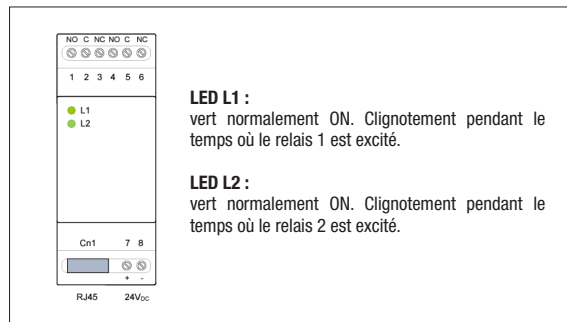 NO C NC NO C NC
1 2 3 4 5 6
L1
L2
Cn1 7 8
+ -
RJ45 24VDC
LED L1 :
vert normalement ON. Clignotement pendant le
temps où le relais 1 est excité.
LED L2 :
vert normalement ON. Clignotement pendant le
temps où le relais 2 est excité.